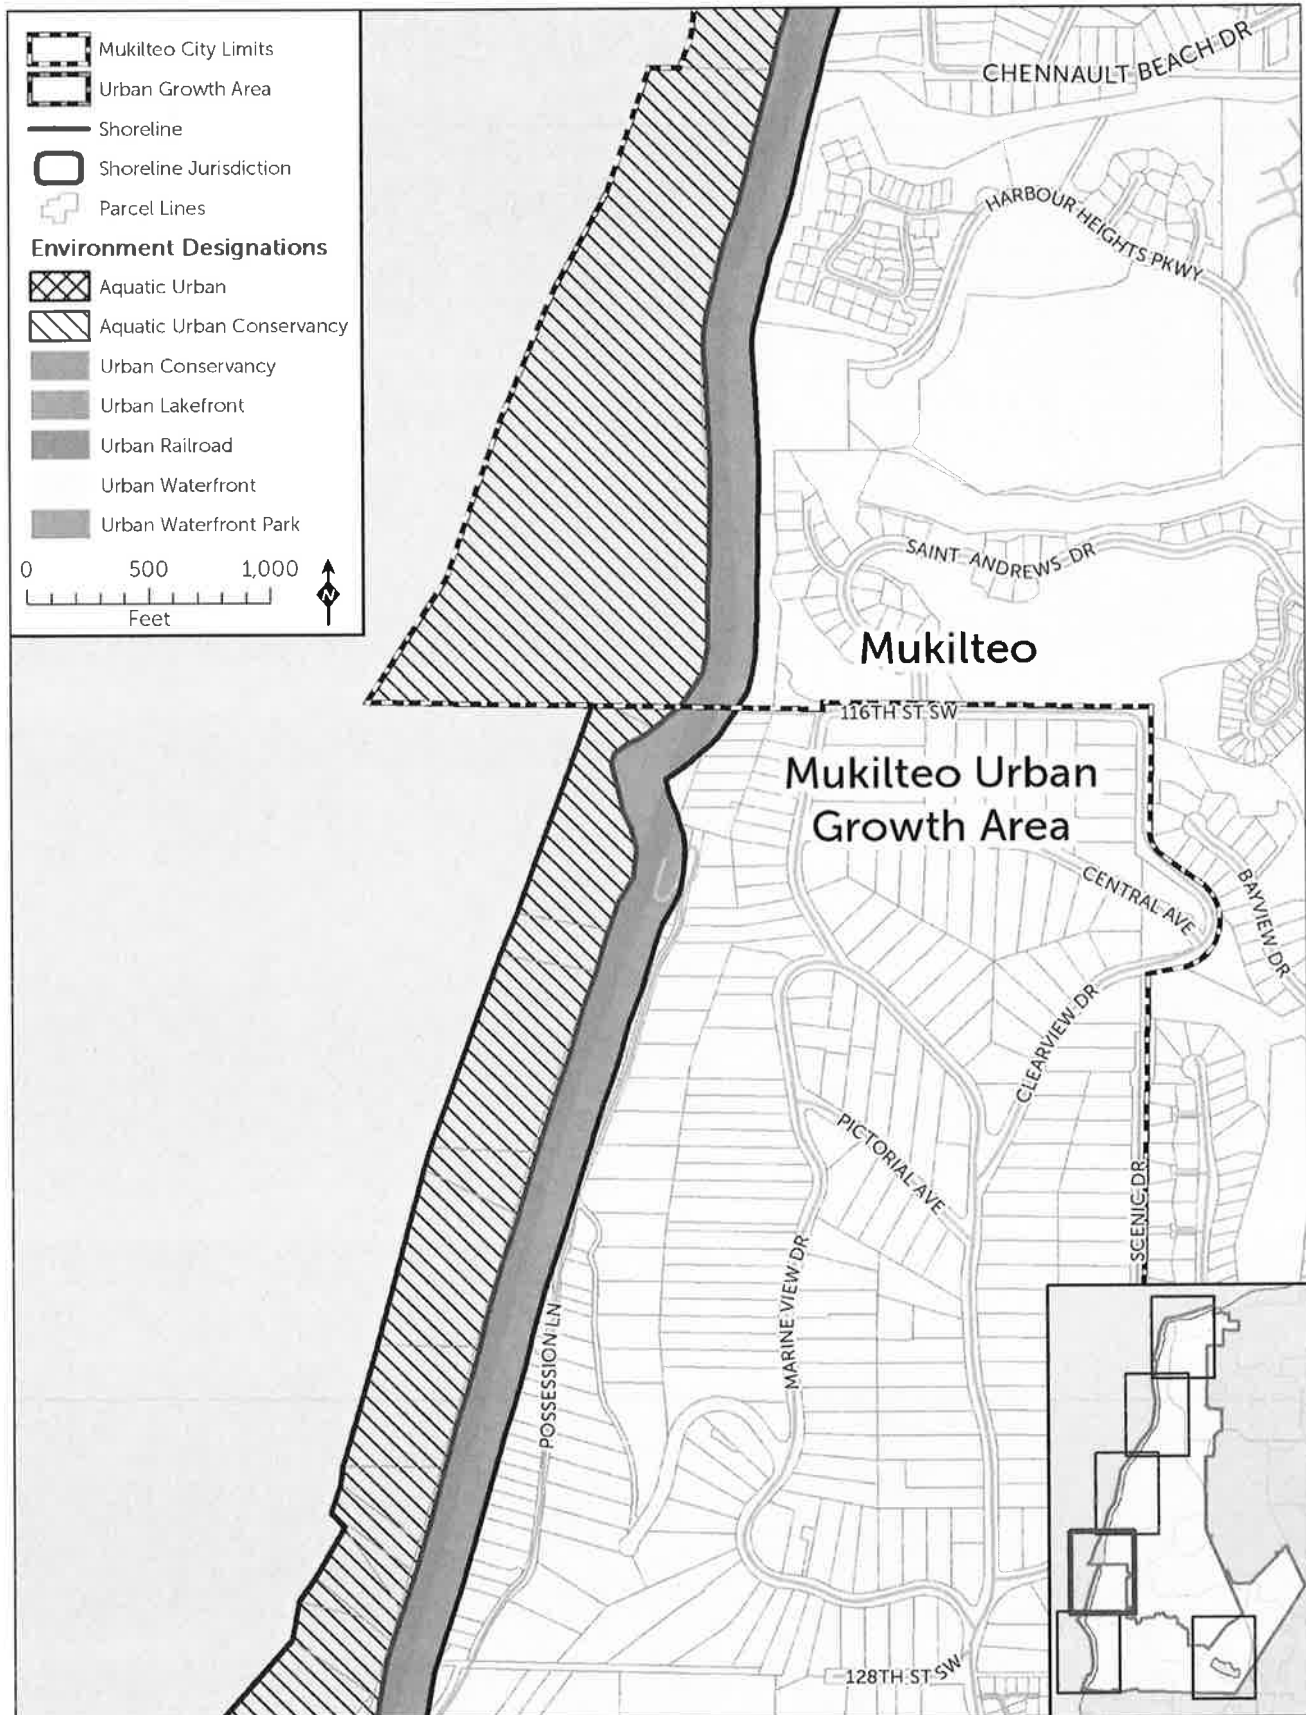 Mukilteo City Limits
Urban Growth Area
Shoreline
Shoreline Jurisdiction
Parcel Lines
Environment Designations
Aquatic Urban
Aquatic Urban Conservancy
Urban Conservancy
Urban Lakefront
Urban Railroad
Urban Waterfront
Urban Waterfront Park
0 500 1,000
Feet
N
CHENNAULT BEACH DR
HARBOUR HEIGHTS PKWY
SAINT ANDREWS DR
Mukilteo
116TH ST SW
Mukilteo Urban
Growth Area
CENTRAL AVE
BAYVIEW DR
CLEARVIEW DR
PICTORIAL AVE
SCENIC DR
MARINE VIEW DR
POSSESSION LN
128TH ST SW